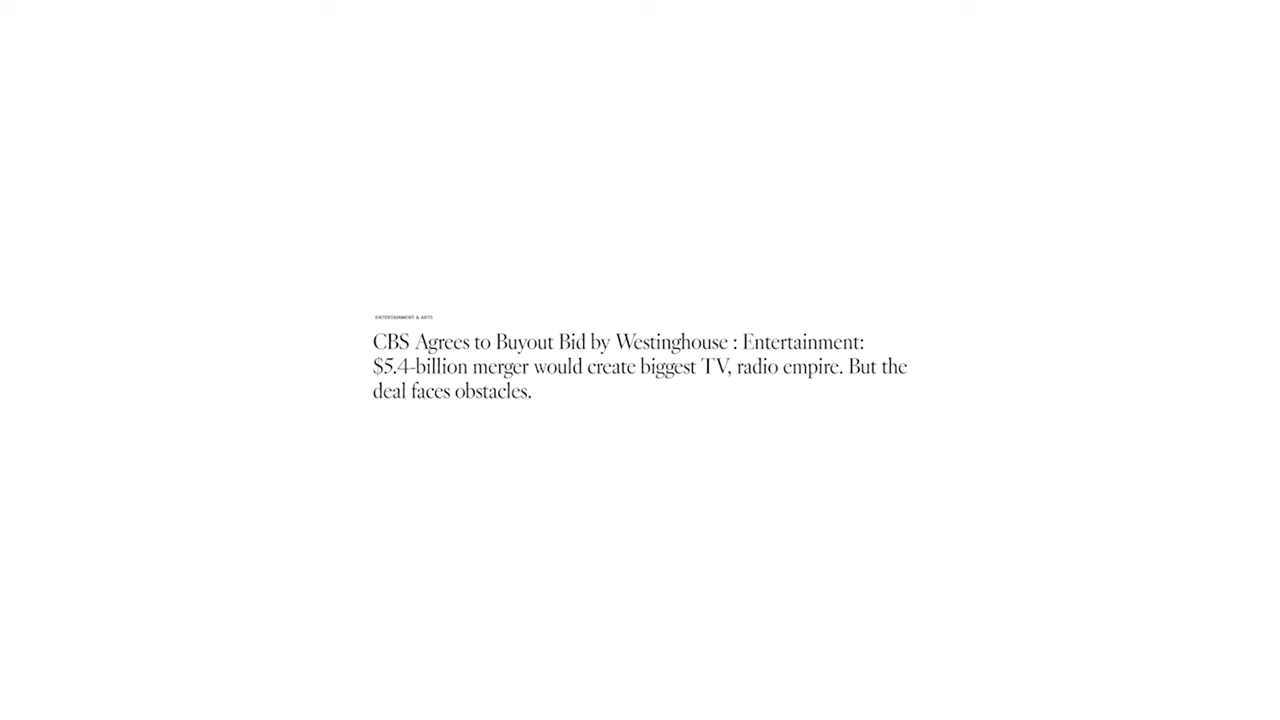 ENTERTAINMENT & ARTS
CBS Agrees to Buyout Bid by Westinghouse : Entertainment:
$5.4-billion merger would create biggest TV, radio empire. But the
deal faces obstacles.